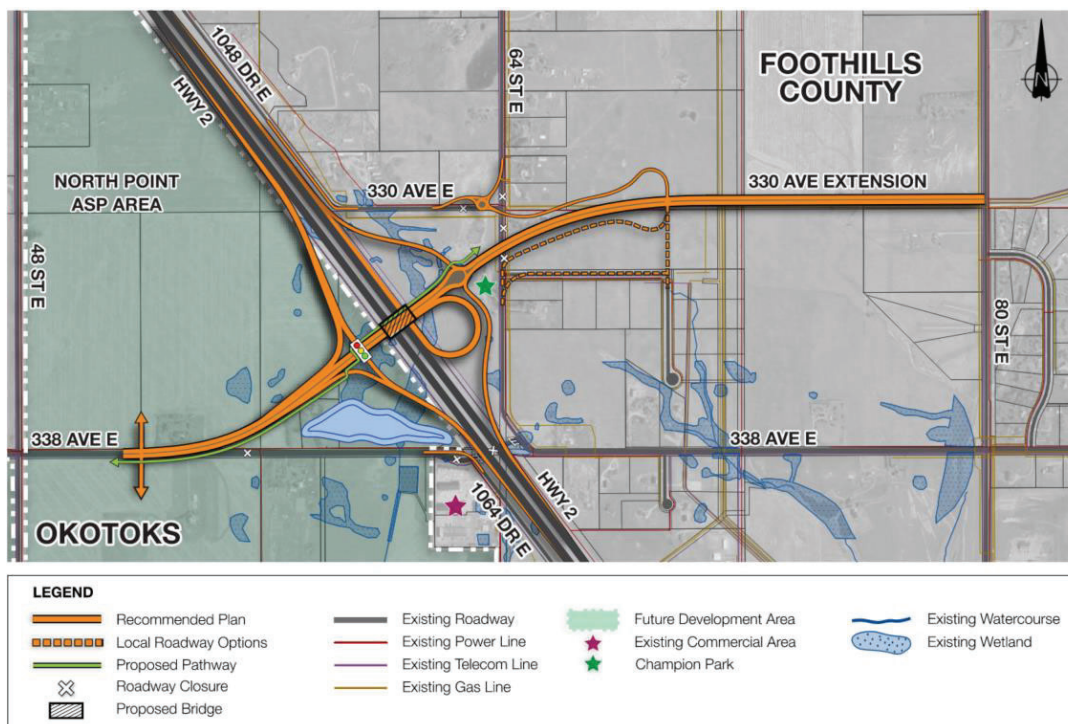 1048 DR E
HWY 2
64 ST E
FOOTHILLS
COUNTY
N
NORTH POINT
ASP AREA
330 AVE E
330 AVE EXTENSION
48 ST E
80 ST E
338 AVE E
338 AVE E
HWY 2
1064 DR E
OKOTOKS
LEGEND
Recommended Plan
Local Roadway Options
Proposed Pathway
Roadway Closure
Proposed Bridge
Existing Roadway
Existing Power Line
Existing Telecom Line
Existing Gas Line
Future Development Area
Existing Commercial Area
Champion Park
Existing Watercourse
Existing Wetland